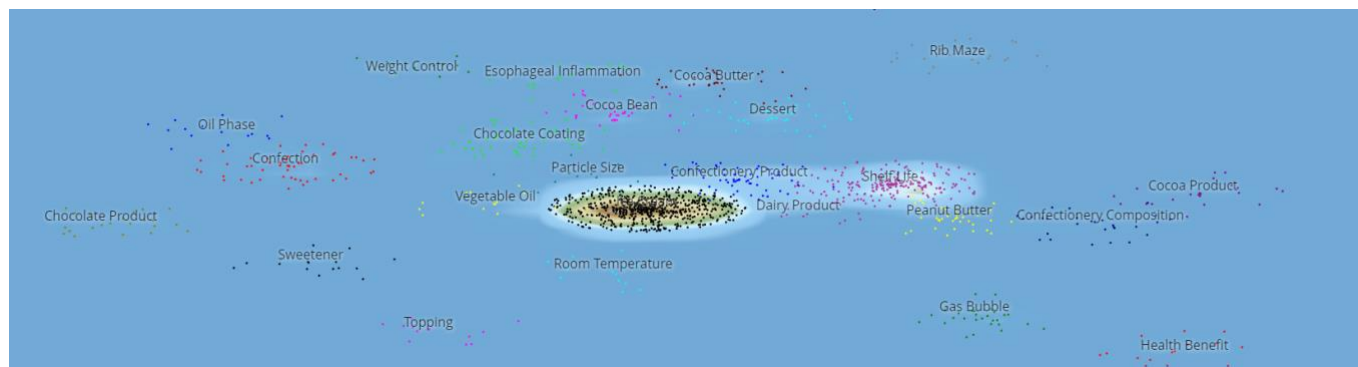 Rib Maze
Weight Control
Esophageal Inflammation
Cocoa Butter
Cocoa Bean
Dessert
Oil Phase
Chocolate Coating
Confection
Particle Size
Confectionery Product
Shelf Life
Cocoa Product
Vegetable Oil
Dairy Product
Peanut Butter
Confectionery Composition
Chocolate Product
Sweetener
Room Temperature
Gas Bubble
Topping
Health Benefit